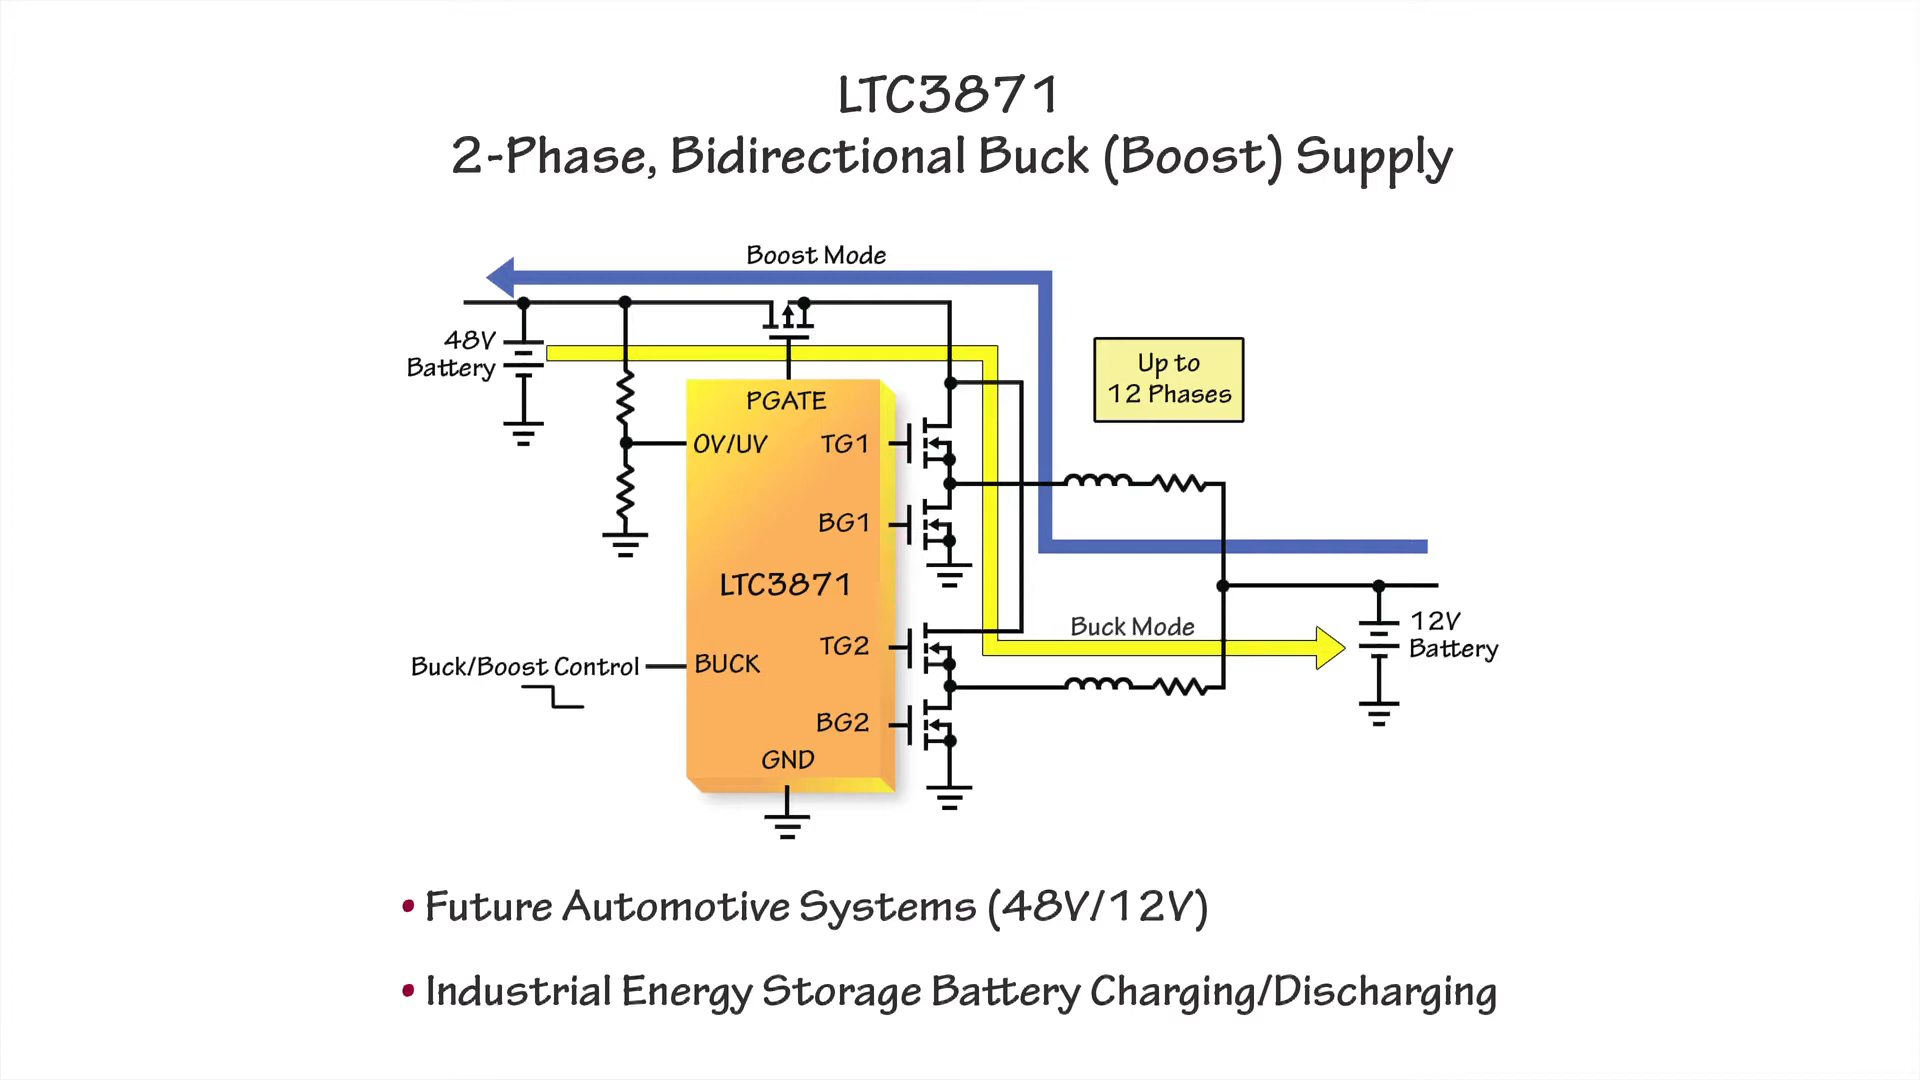 LTC3871
2-Phase, Bidirectional Buck (Boost) Supply
Boost Mode
48V
Battery
Up to
12 Phases
PGATE
OV/UV
TG1
BG1
LTC3871
TG2
Buck Mode
12V
Battery
Buck/Boost Control
BUCK
BG2
GND
• Future Automotive Systems (48V/12V)
• Industrial Energy Storage Battery Charging/Discharging